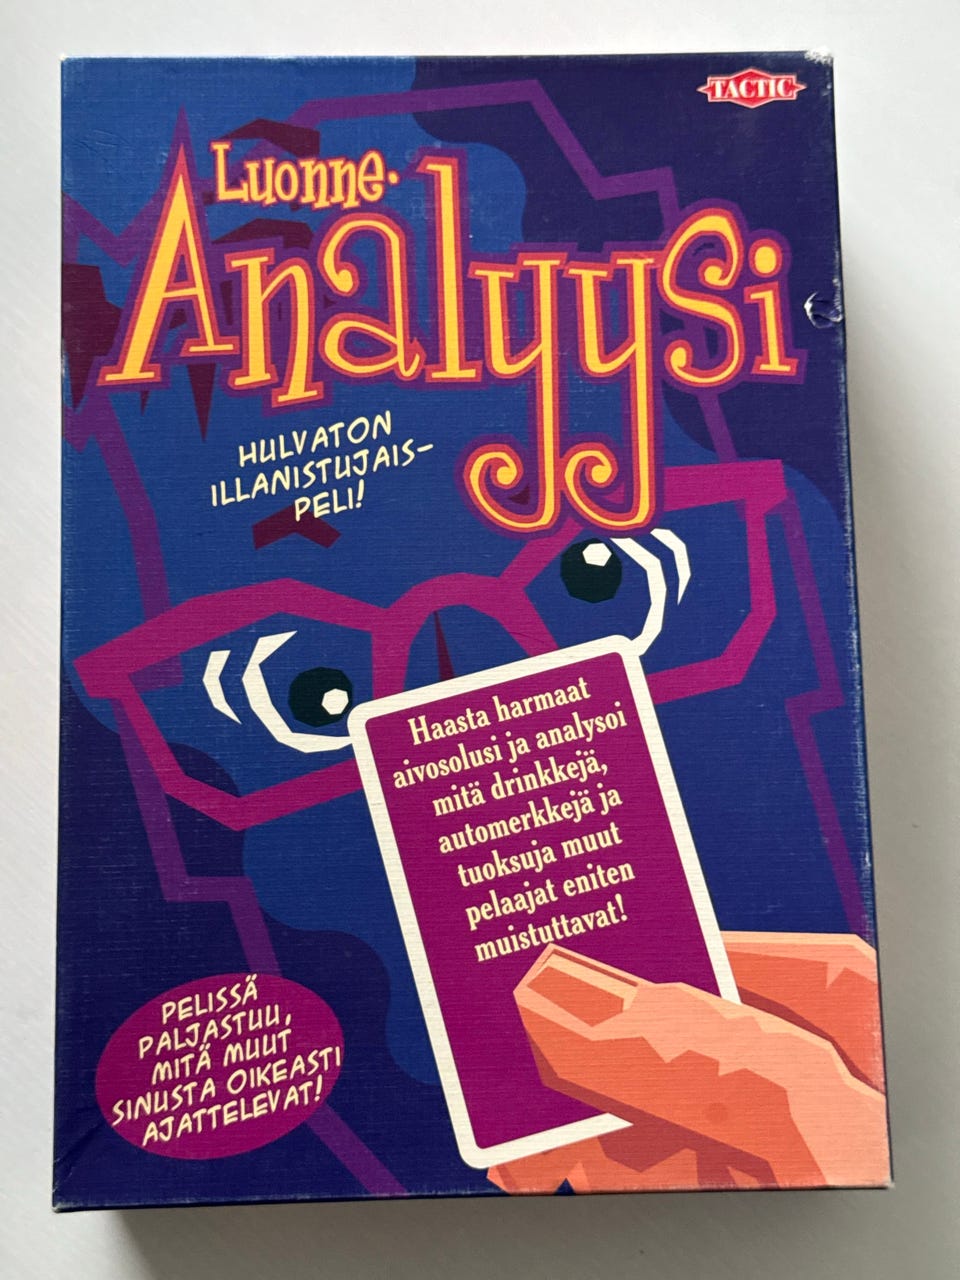 TACTIC
Luonne-
Analyysi
HULVATON
ILLANISTUJAIS-
PELI!
Haasta harmaat
aivosolusi ja analysoi
mitä drinkkejä,
automerkkejä ja
tuoksuja muut
pelaajat eniten
muistuttavat!
PELISSÄ
PALJASTUU,
MITÄ MUUT
SINUSTA OIKEASTI
AJATTELEVAT!